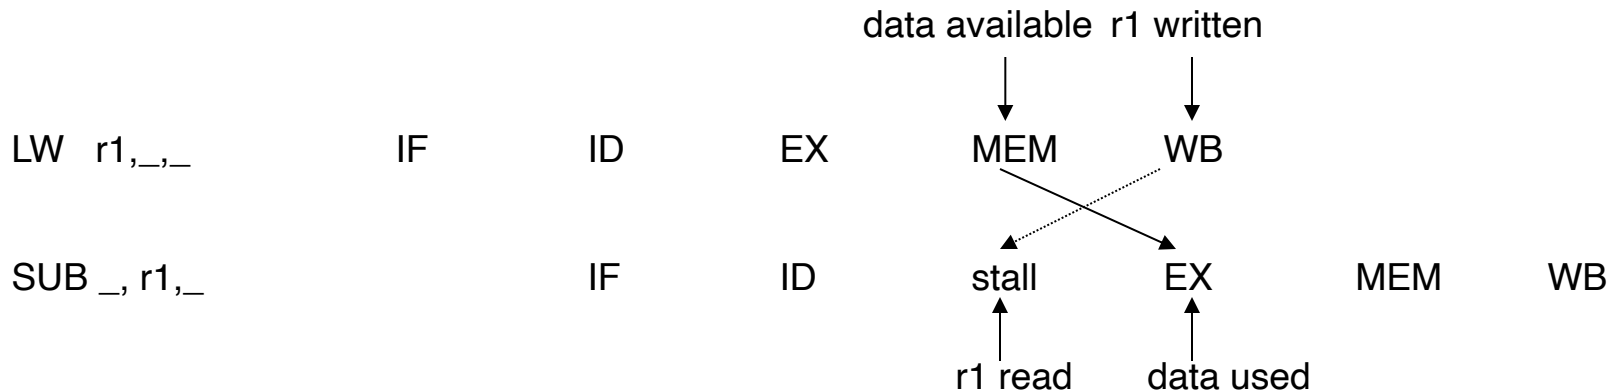 data available r1 written
LW r1,_,_ IF ID EX MEM WB
SUB _, r1,_ IF ID stall EX MEM WB
r1 read data used